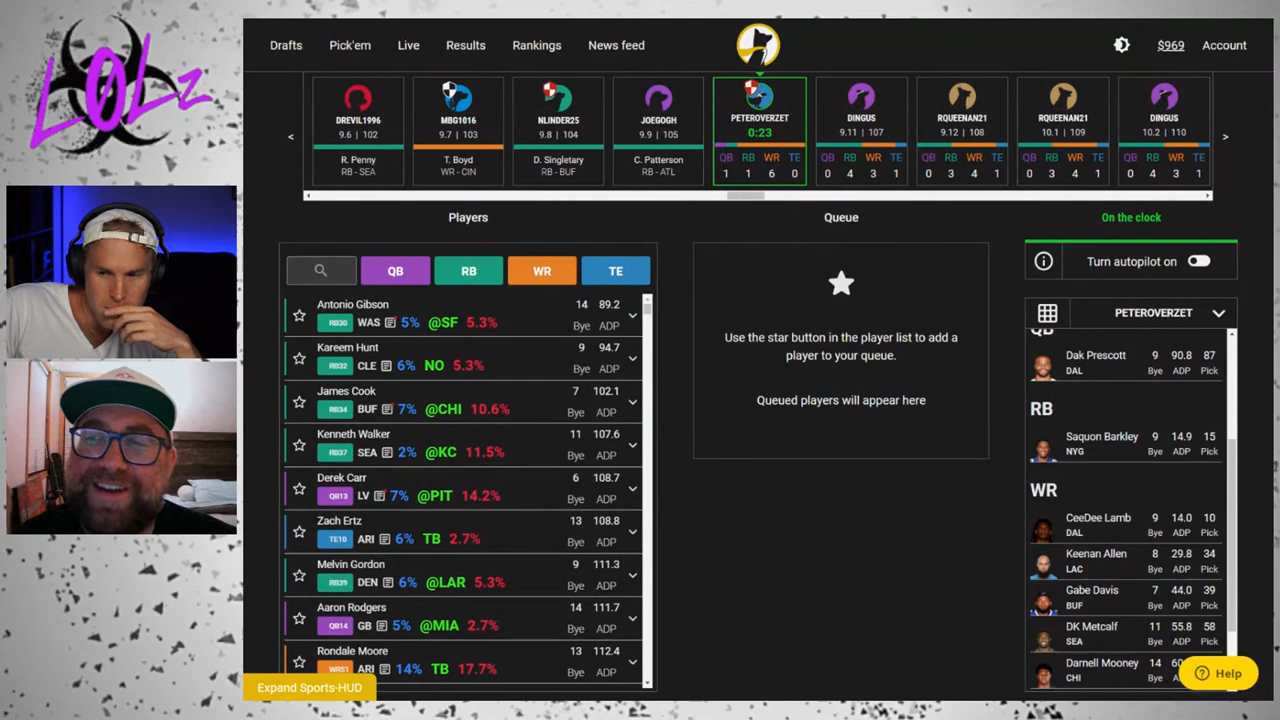 LOLz
Drafts Pick'em Live Results Rankings News feed $969 Account
DREVIL1996 MBG1016 NLINDER25 JOEGOGH PETEROVERZET DINGUS RQUEENAN21 RQUEENAN21 DINGUS
9.6 | 102 9.7 | 103 9.8 | 104 9.9 | 105 0:23 9.11 | 107 9.12 | 108 10.1 | 109 10.2 | 110
R. Penny T. Boyd D. Singletary C. Patterson QB RB WR TE QB RB WR TE QB RB WR TE QB RB WR TE QB RB WR TE
RB - SEA WR - CIN RB - BUF RB - ATL 1 1 6 0 0 4 3 1 0 3 4 1 0 3 4 1 0 4 3 1
Players Queue On the clock
QB RB WR TE
Antonio Gibson 14 89.2
RB30 WAS 5% @SF 5.3% Bye ADP
Kareem Hunt 9 94.7
RB32 CLE 6% NO 5.3% Bye ADP
James Cook 7 102.1
RB34 BUF 7% @CHI 10.6% Bye ADP
Kenneth Walker 11 107.6
RB37 SEA 2% @KC 11.5% Bye ADP
Derek Carr 6 108.7
QB13 LV 7% @PIT 14.2% Bye ADP
Zach Ertz 13 108.8
TE10 ARI 6% TB 2.7% Bye ADP
Melvin Gordon 9 111.3
RB39 DEN 6% @LAR 5.3% Bye ADP
Aaron Rodgers 14 111.7
QB14 GB 5% @MIA 2.7% Bye ADP
Rondale Moore 13 112.4
WR51 ARI 14% TB 17.7% Bye ADP
Expand Sports-HUD
Use the star button in the player list to add a
player to your queue.
Queued players will appear here
Turn autopilot on
PETEROVERZET
QB
Dak Prescott 9 90.8 87
DAL Bye ADP Pick
RB
Saquon Barkley 9 14.9 15
NYG Bye ADP Pick
WR
CeeDee Lamb 9 14.0 10
DAL Bye ADP Pick
Keenan Allen 8 29.8 34
LAC Bye ADP Pick
Gabe Davis 7 44.0 39
BUF Bye ADP Pick
DK Metcalf 11 55.8 58
SEA Bye ADP Pick
Darnell Mooney 14
CHI
Help